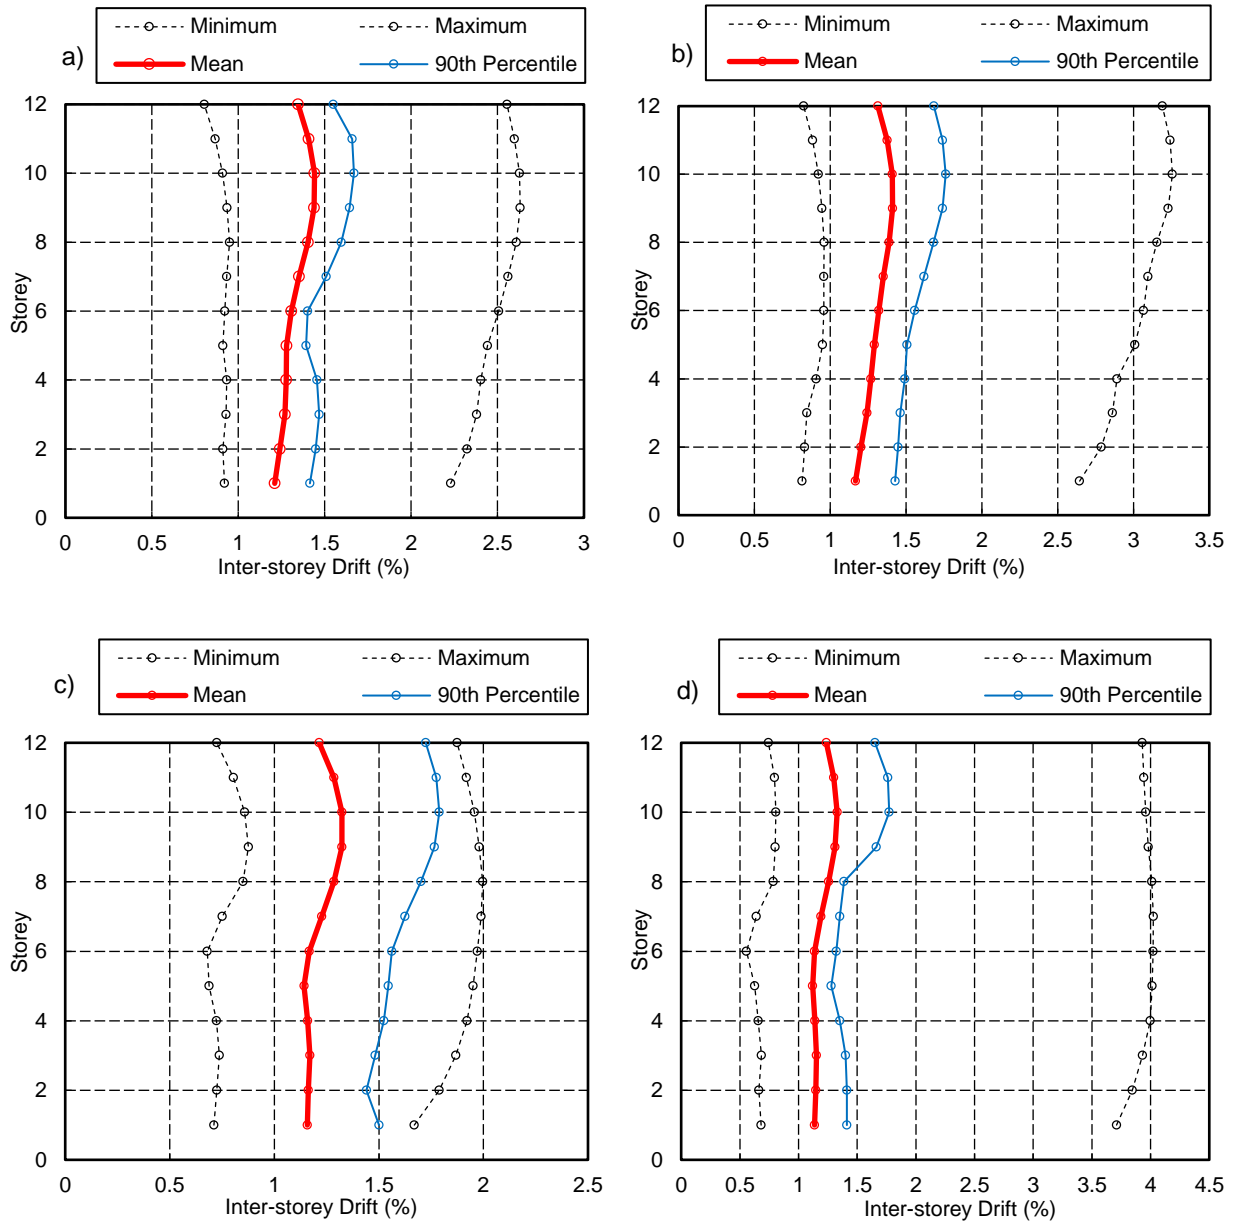 a)
Minimum
Maximum
Mean
90th Percentile
12
10
8
6
4
2
0
Storey
0 0.5 1 1.5 2 2.5 3
Inter-storey Drift (%)
b)
Minimum
Maximum
Mean
90th Percentile
12
10
8
6
4
2
0
Storey
0 0.5 1 1.5 2 2.5 3 3.5
Inter-storey Drift (%)
c)
Minimum
Maximum
Mean
90th Percentile
12
10
8
6
4
2
0
Storey
0 0.5 1 1.5 2 2.5
Inter-storey Drift (%)
d)
Minimum
Maximum
Mean
90th Percentile
12
10
8
6
4
2
0
Storey
0 0.5 1 1.5 2 2.5 3 3.5 4 4.5
Inter-storey Drift (%)